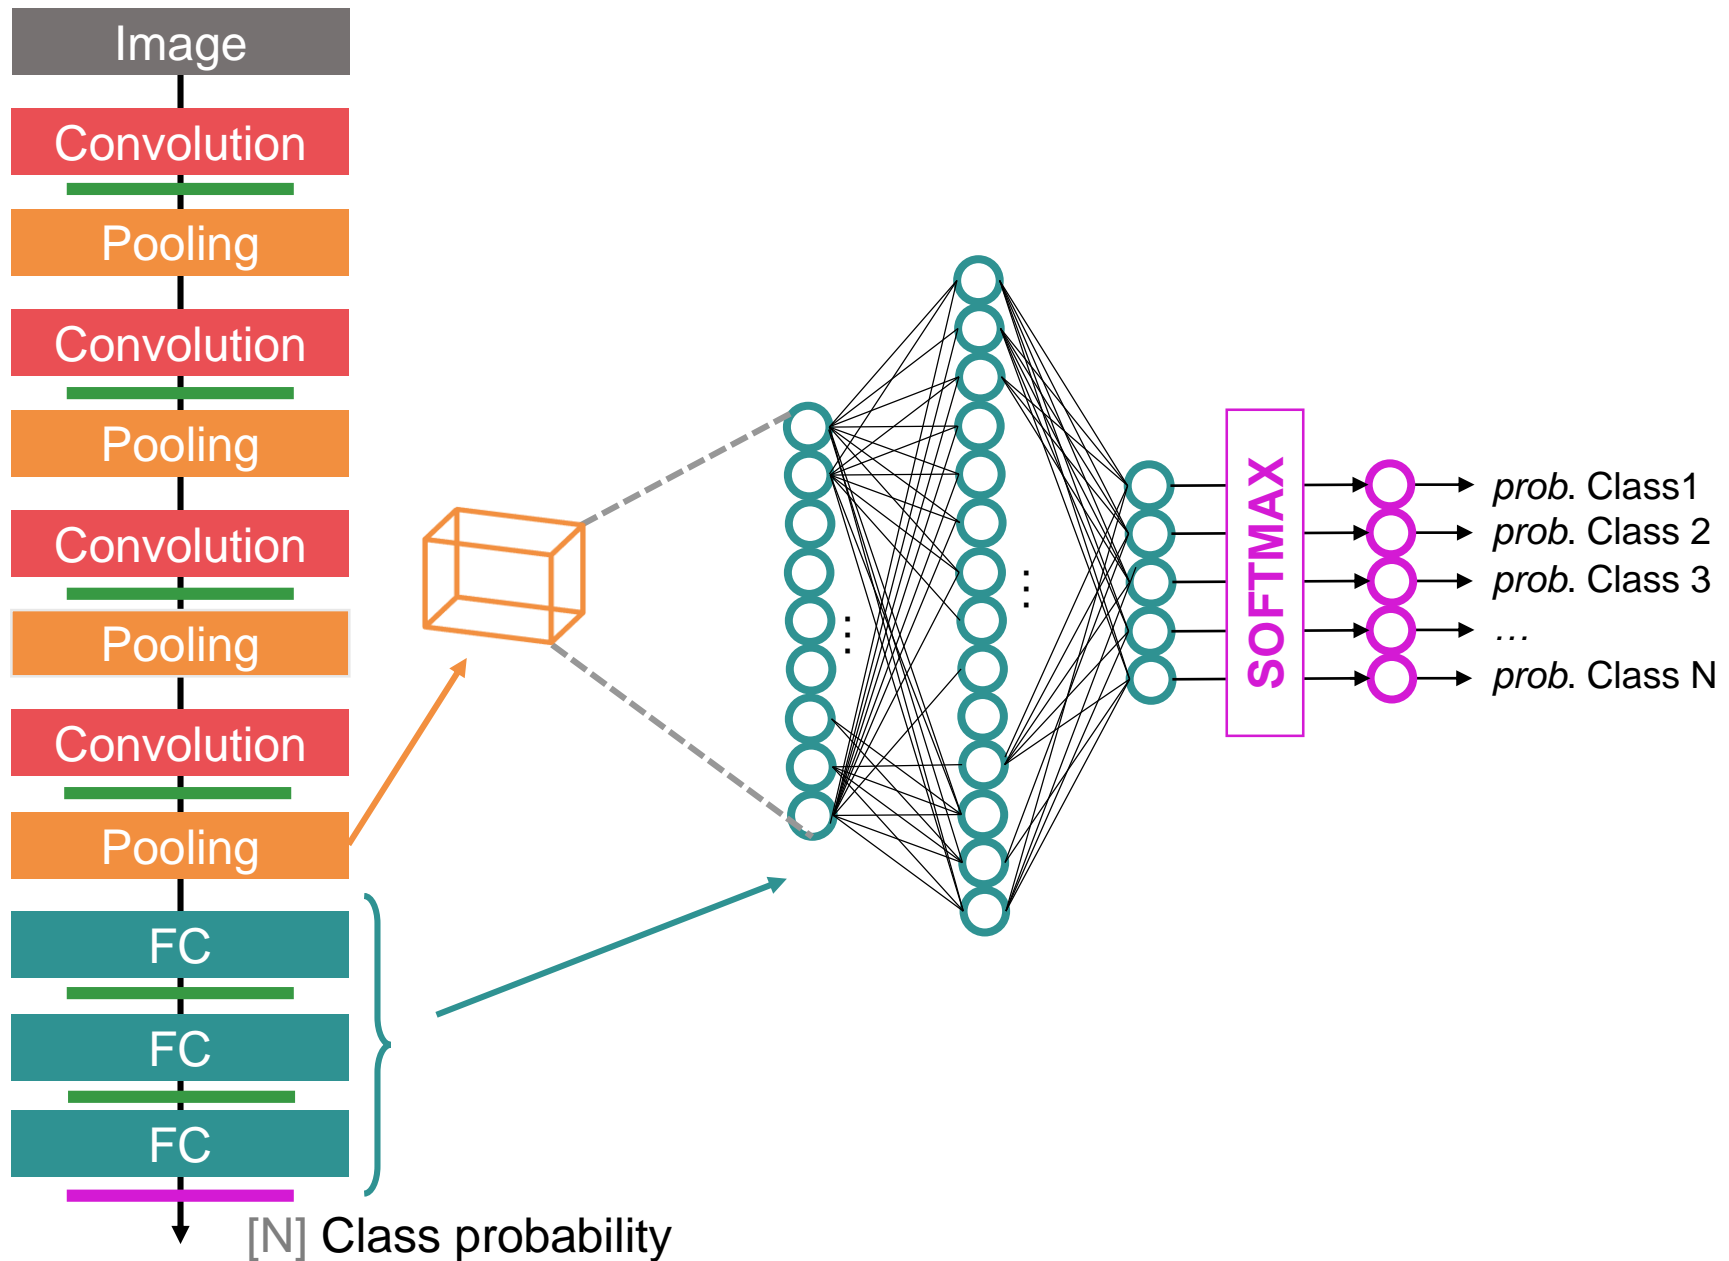 Image
Convolution
Pooling
Convolution
Pooling
Convolution
Pooling
Convolution
Pooling
FC
FC
FC
[N] Class probability
...
...
SOFTMAX
prob. Class1
prob. Class 2
prob. Class 3
...
prob. Class N